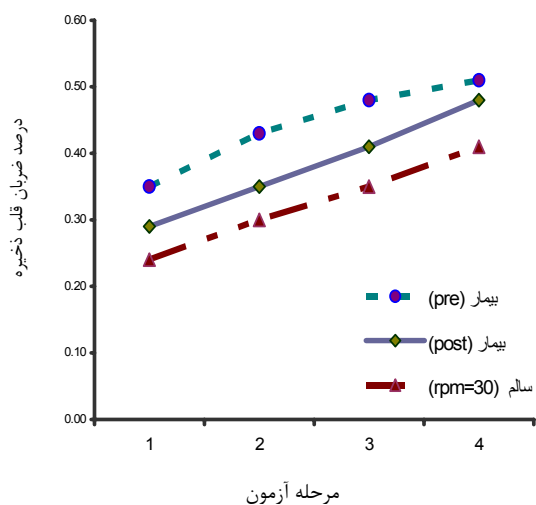 0.60
0.50
0.40
0.30
0.20
0.10
0.00
درصد ضربان قلب ذخیره
بیمار (pre)
بیمار (post)
سالم (rpm=30)
1 2 3 4
مرحله آزمون